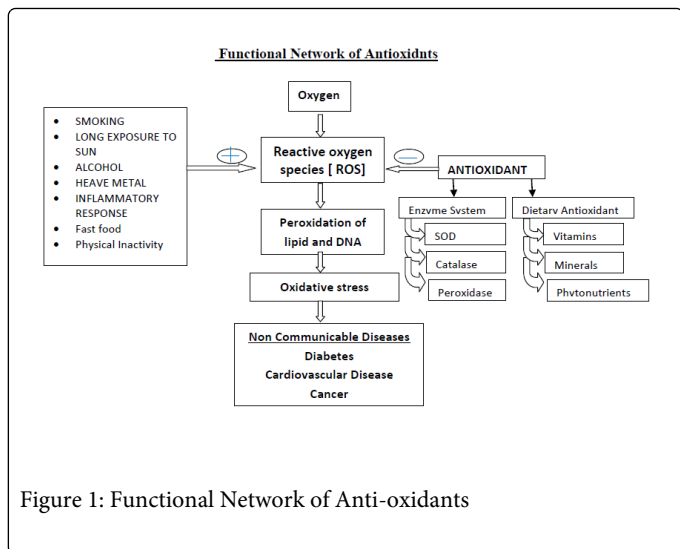 Functional Network of Antioxidnts
Oxygen
• SMOKING
• LONG EXPOSURE TO
SUN
• ALCOHOL
• HEAVE METAL
• INFLAMMATORY
RESPONSE
• Fast food
• Physical Inactivity
+
Reactive oxygen
species [ ROS]
—
ANTIOXIDANT
Peroxidation of
lipid and DNA
Enzyme System
SOD
Catalase
Peroxidase
Dietary Antioxidant
Vitamins
Minerals
Phytonutrients
Oxidative stress
Non Communicable Diseases
Diabetes
Cardiovascular Disease
Cancer
Figure 1: Functional Network of Anti-oxidants